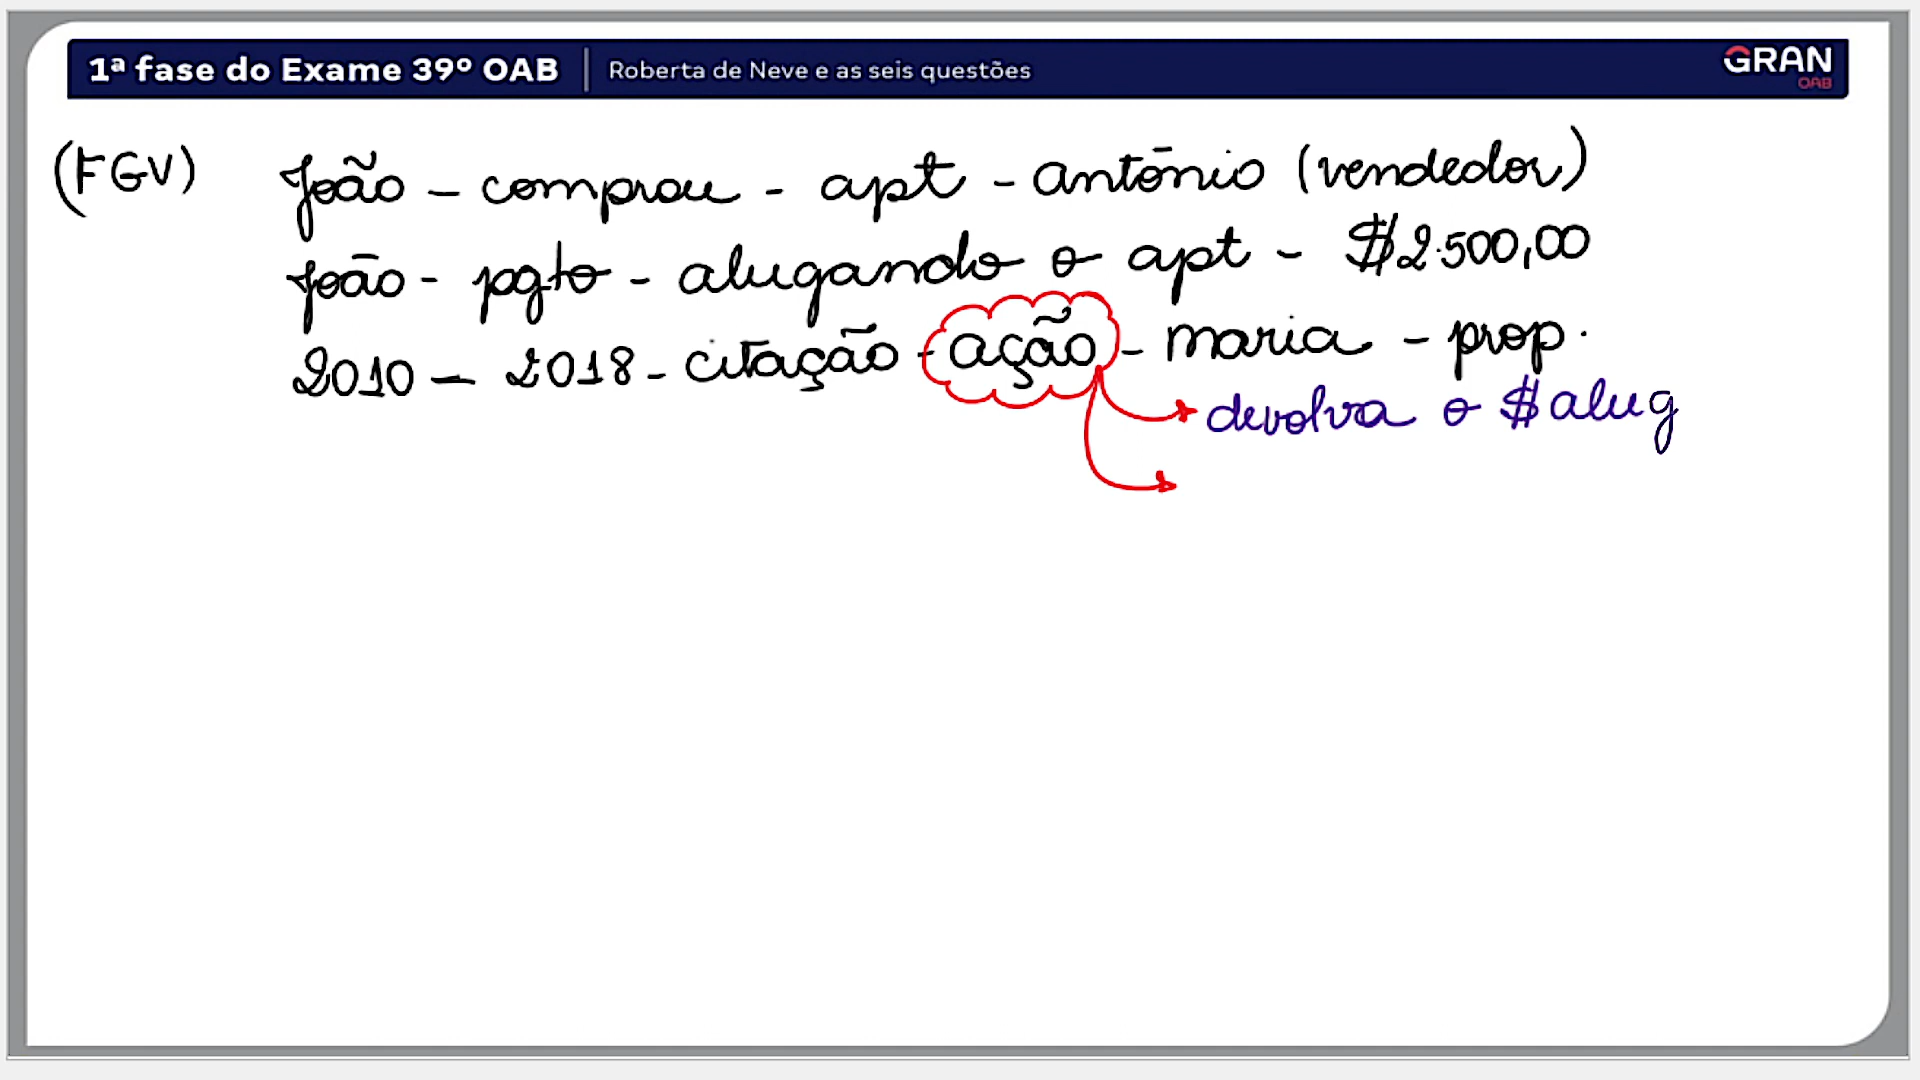 1ª fase do Exame 39º OAB | Roberta de Neve e as seis questões
GRAN
OAB
(FGV) João - comprou - apt - Antônio (vendedor)
João - pgto - alugando o apt - $2.500,00
2010 - 2018 - citação - ação - Maria - prop.
devolva o $ alug